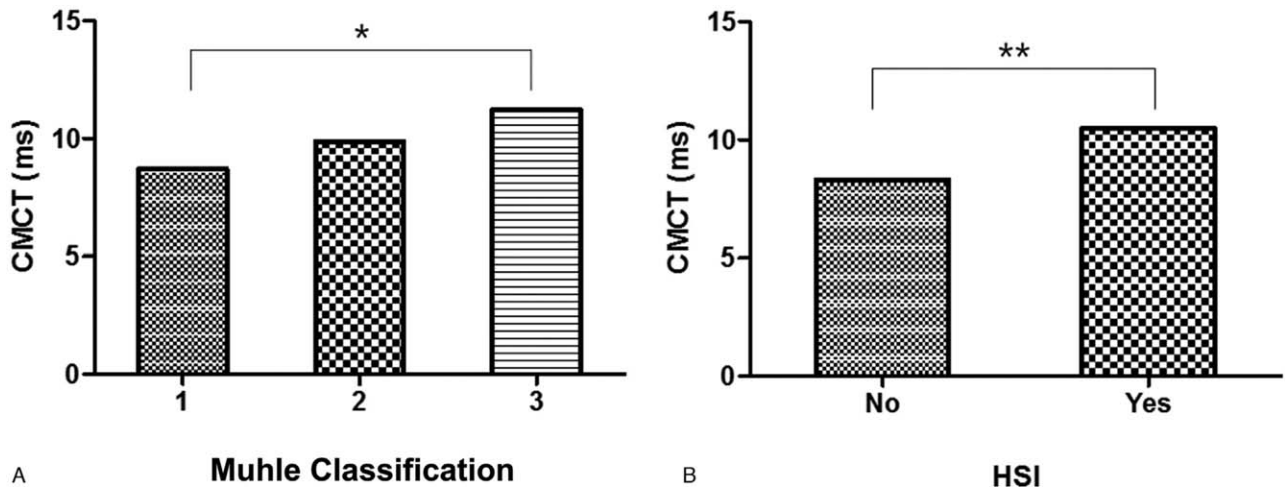 15
10
5
0
CMCT (ms)
*
1 2 3
Muhle Classification
A
15
10
5
0
CMCT (ms)
**
No Yes
HSI
B